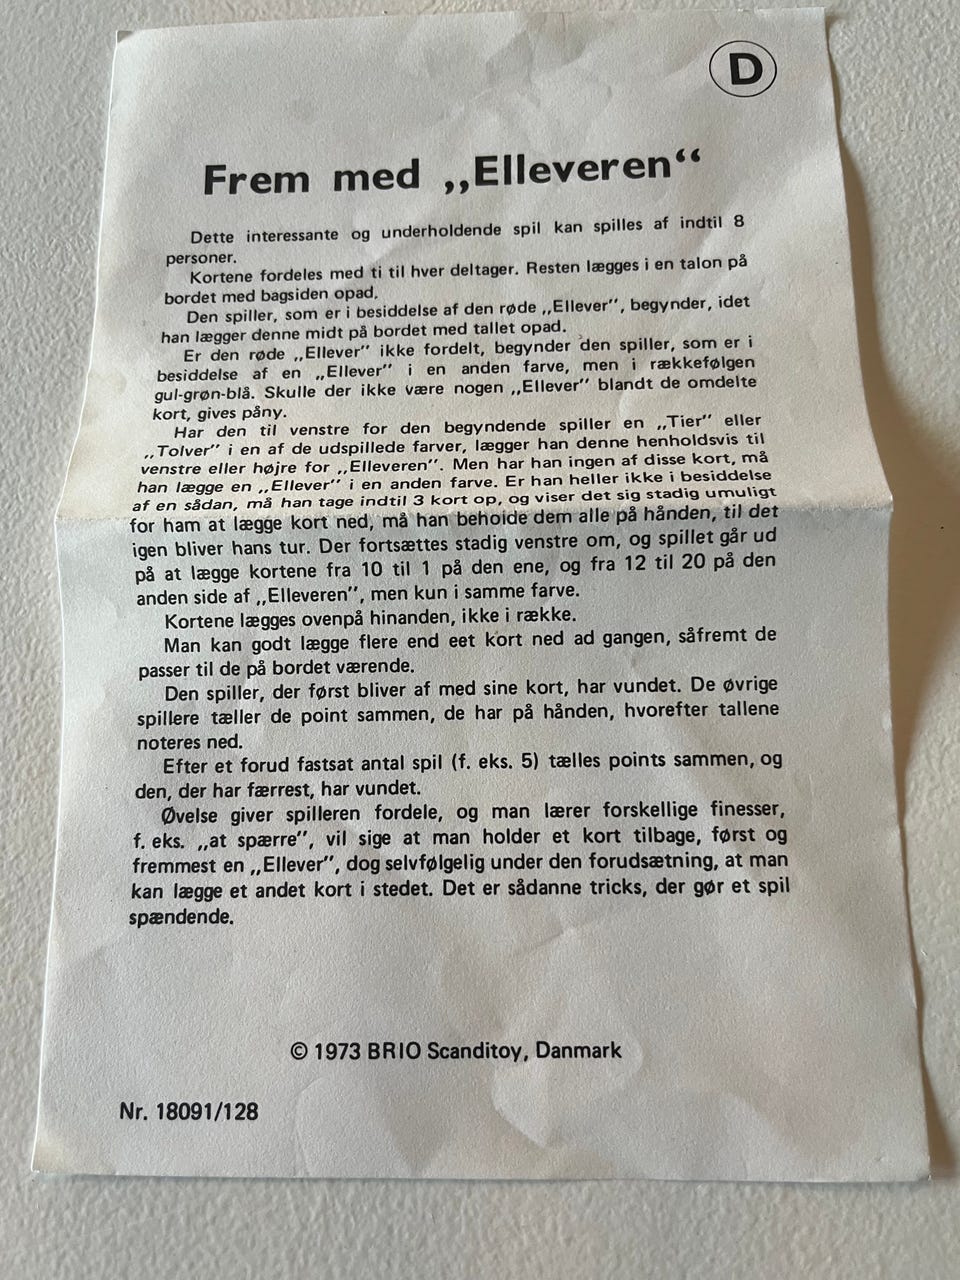 D
Frem med „Elleveren“
Dette interessante og underholdende spil kan spilles af indtil 8
personer.
Kortene fordeles med ti til hver deltager. Resten lægges i en talon på
bordet med bagsiden opad.
Den spiller, som er i besiddelse af den røde „Ellever”, begynder, idet
han lægger denne midt på bordet med tallet opad.
Er den røde „Ellever” ikke fordelt, begynder den spiller, som er i
besiddelse af en „Ellever” i en anden farve, men i rækkefølgen
gul-grøn-blå. Skulle der ikke være nogen „Ellever” blandt de omdelte
kort, gives påny.
Har den til venstre for den begyndende spiller en „Tier” eller
„Tolver” i en af de udspillede farver, lægger han denne henholdsvis til
venstre eller højre for „Elleveren”. Men har han ingen af disse kort, må
han lægge en „Ellever” i en anden farve. Er han heller ikke i besiddelse
af en sådan, må han tage indtil 3 kort op, og viser det sig stadig umuligt
for ham at lægge kort ned, må han beholde dem alle på hånden, til det
igen bliver hans tur. Der fortsættes stadig venstre om, og spillet går ud
på at lægge kortene fra 10 til 1 på den ene, og fra 12 til 20 på den
anden side af „Elleveren”, men kun i samme farve.
Kortene lægges ovenpå hinanden, ikke i række.
Man kan godt lægge flere end eet kort ned ad gangen, såfremt de
passer til de på bordet værende.
Den spiller, der først bliver af med sine kort, har vundet. De øvrige
spillere tæller de point sammen, de har på hånden, hvorefter tallene
noteres ned.
Efter et forud fastsat antal spil (f. eks. 5) tælles points sammen, og
den, der har færrest, har vundet.
Øvelse giver spilleren fordele, og man lærer forskellige finesser,
f. eks. „at spærre”, vil sige at man holder et kort tilbage, først og
fremmest en „Ellever”, dog selvfølgelig under den forudsætning, at man
kan lægge et andet kort i stedet. Det er sådanne tricks, der gør et spil
spændende.
© 1973 BRIO Scanditoy, Danmark
Nr. 18091/128